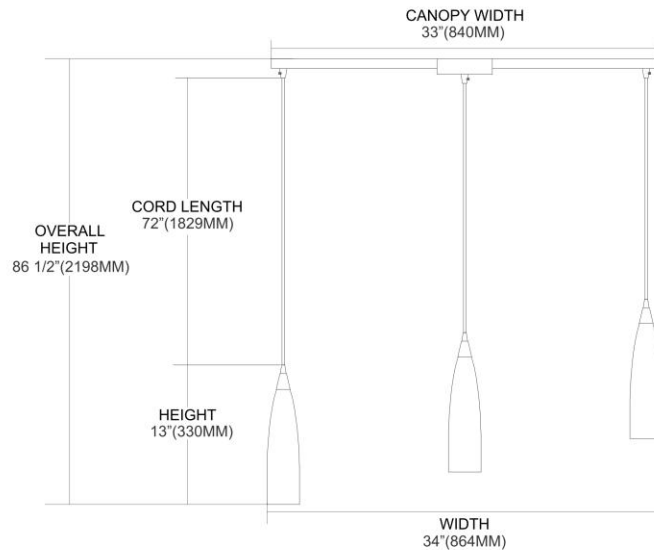 CANOPY WIDTH
33"(840MM)
CORD LENGTH
72"(1829MM)
OVERALL
HEIGHT
86 1/2"(2198MM)
HEIGHT
13"(330MM)
WIDTH
34"(864MM)